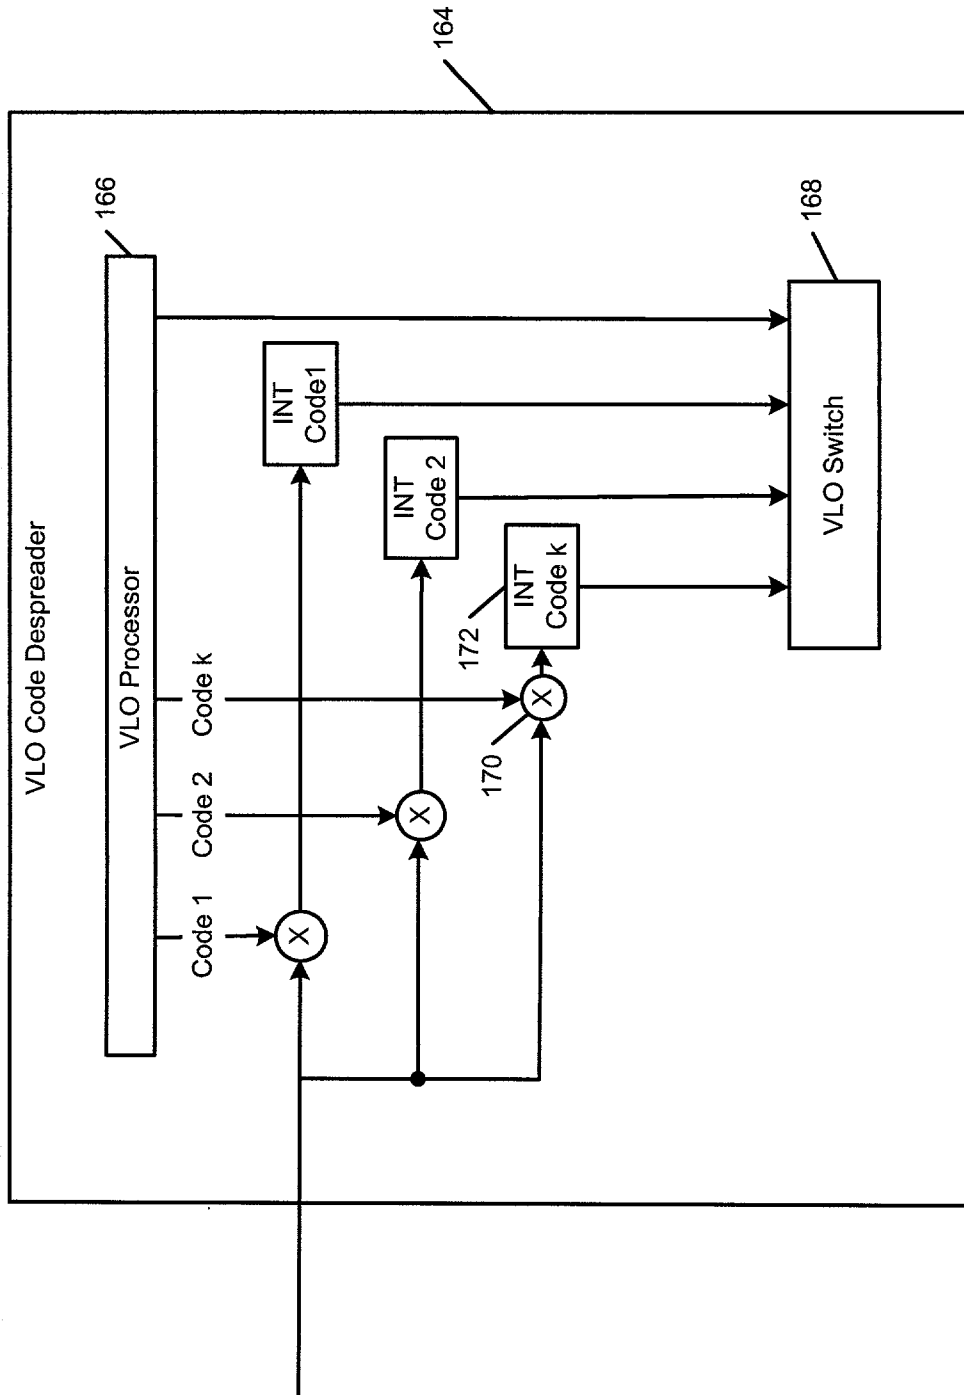 VLO Code Despreader
164
VLO Processor
166
Code 1
Code 2
Code k
X
X
X
170
172
INT
Code1
INT
Code 2
INT
Code k
VLO Switch
168